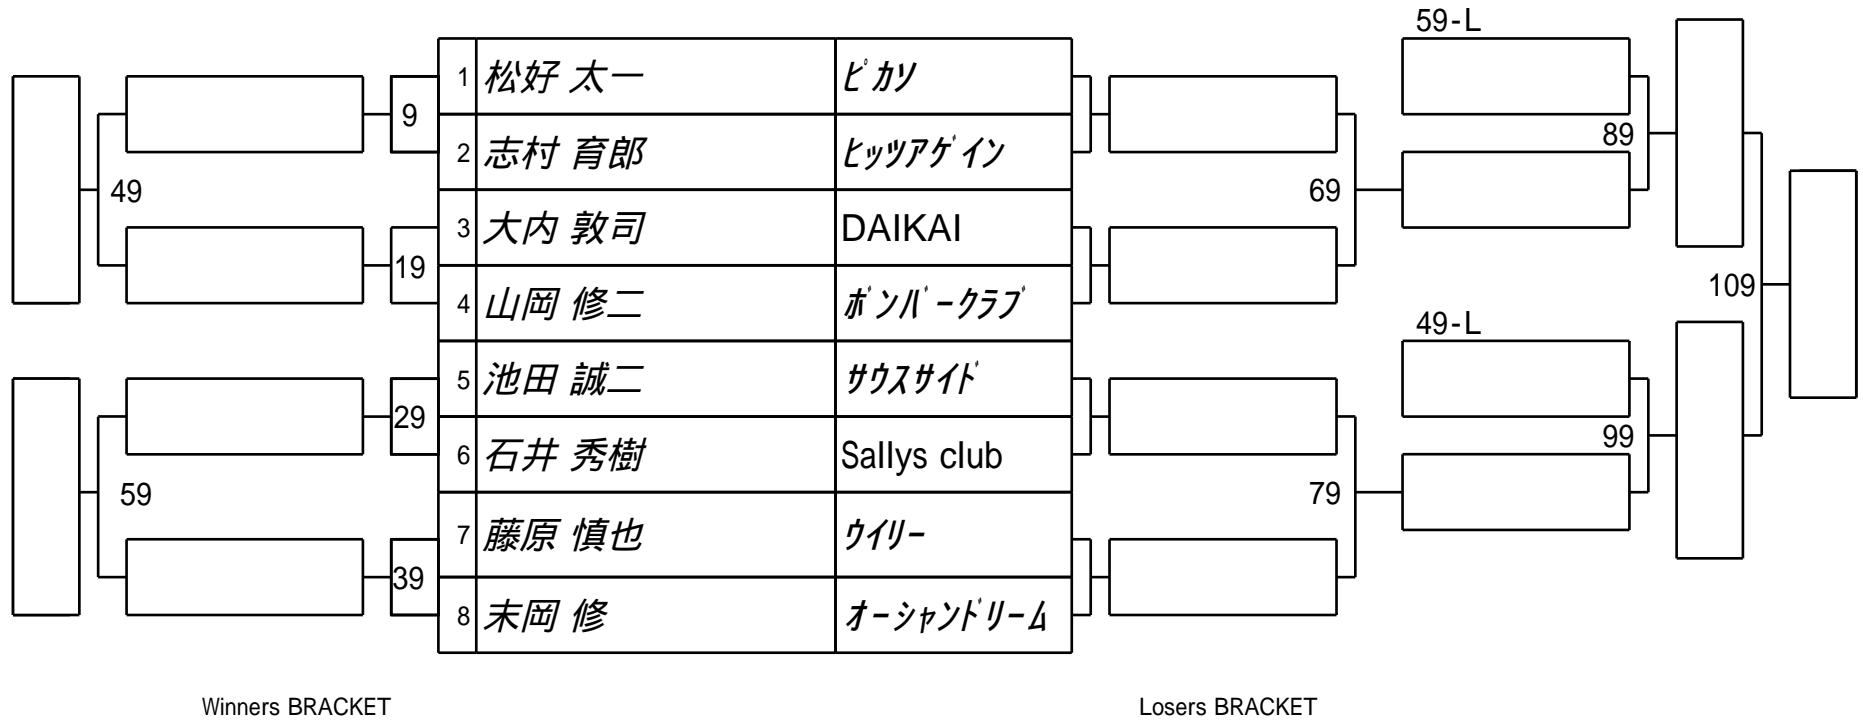 59-L
1 松好 太一 ﾋﾟｶｿ
9
89
2 志村 育郎 ﾋｯﾂｱｹﾞｲﾝ
49
69
3 大内 敦司 DAIKAI
19
109
4 山岡 修二 ﾎﾞﾝﾊﾞｰｸﾗﾌﾞ
49-L
5 池田 誠二 ｻｳｽｻｲﾄﾞ
29
99
6 石井 秀樹 Sallys club
59
79
7 藤原 慎也 ｳｲﾘｰ
39
8 末岡 修 ｵｰｼｬﾝﾄﾞﾘｰﾑ
Winners BRACKET
Losers BRACKET